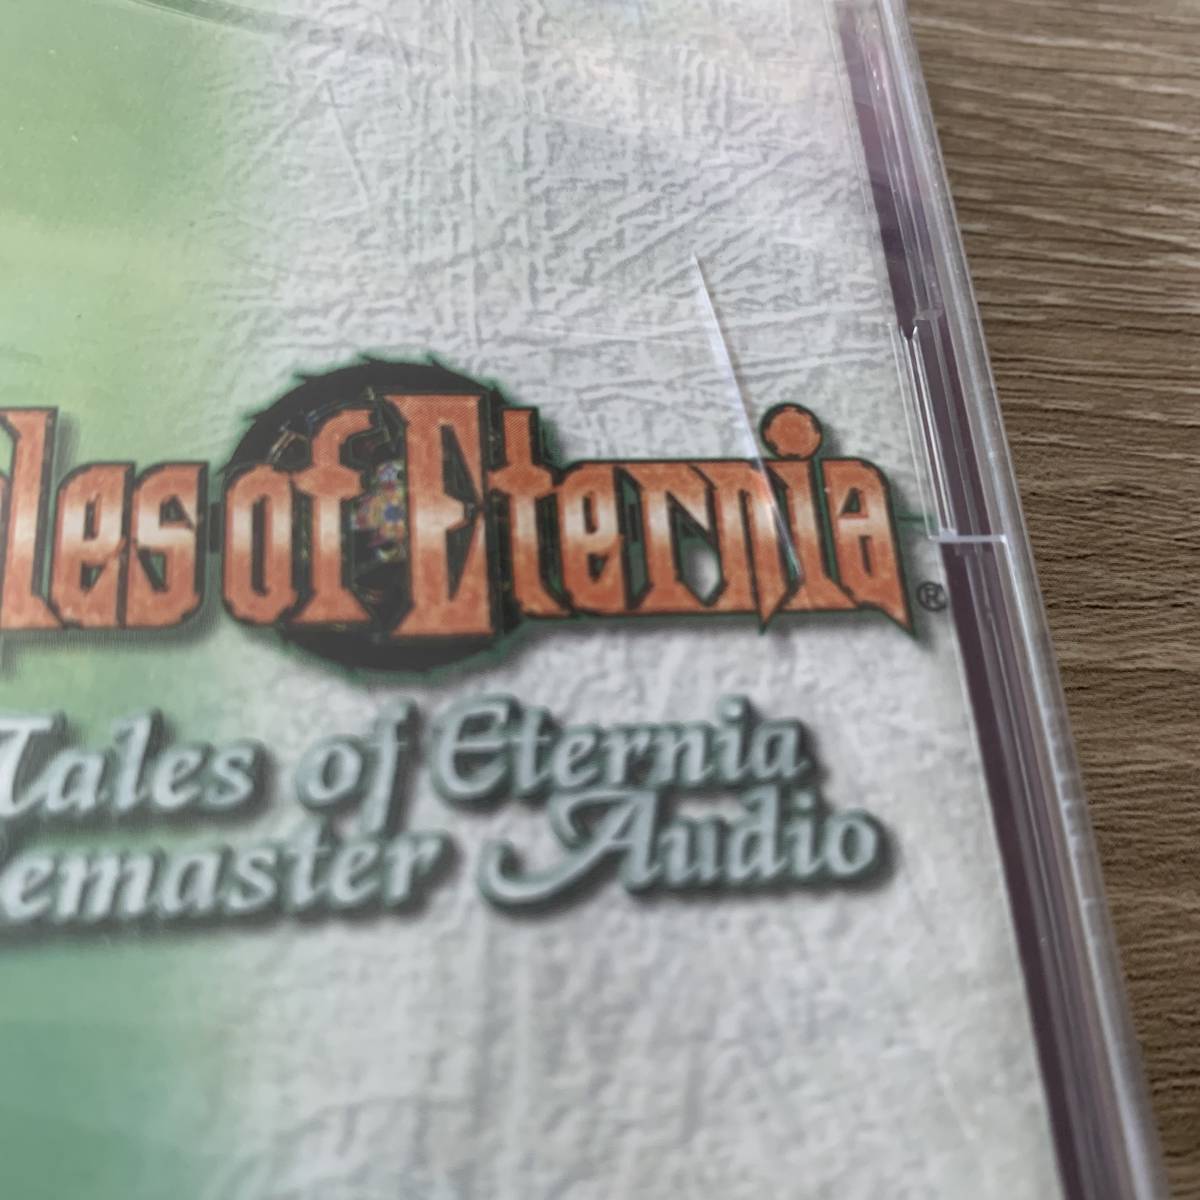 ales of Eternia ®
Tales of Eternia
emaster Audio